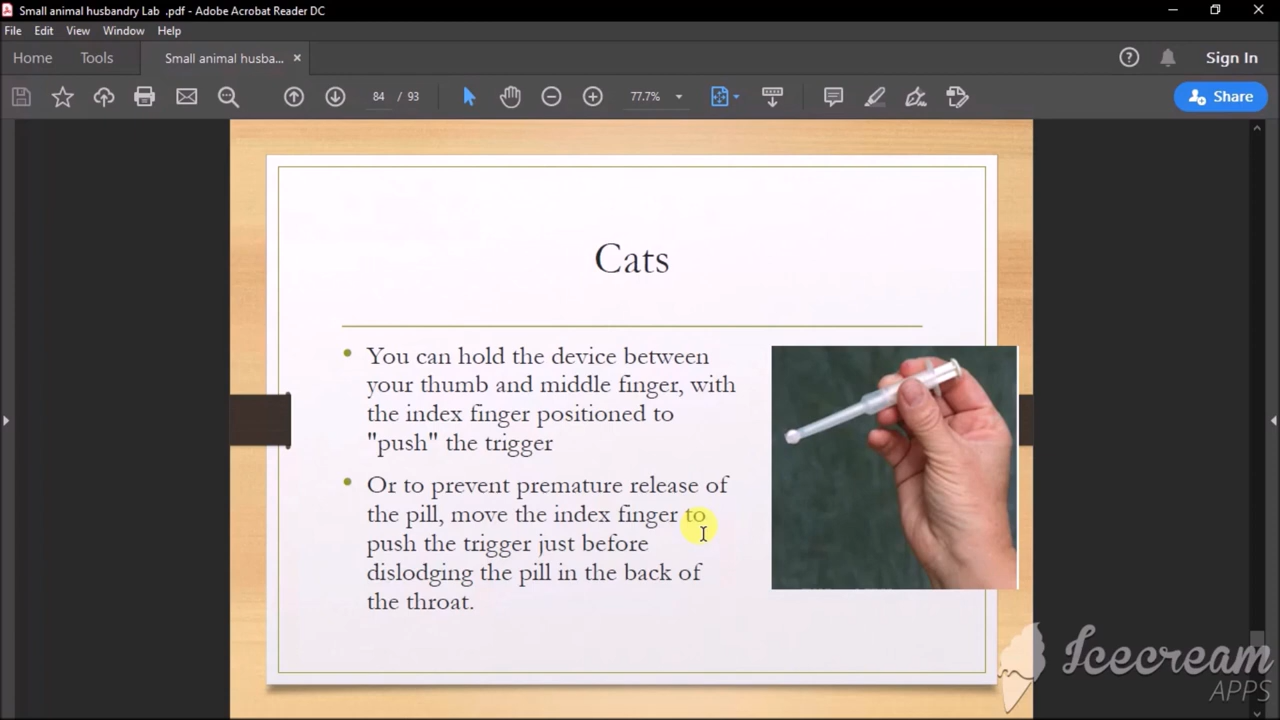 Small animal husbandry Lab .pdf - Adobe Acrobat Reader DC
File Edit View Window Help
Home Tools Small animal husba... ×
Sign In
84 / 93
77.7%
Share
Cats
• You can hold the device between
your thumb and middle finger, with
the index finger positioned to
"push" the trigger
• Or to prevent premature release of
the pill, move the index finger to
push the trigger just before
dislodging the pill in the back of
the throat.
Icecream
APPS